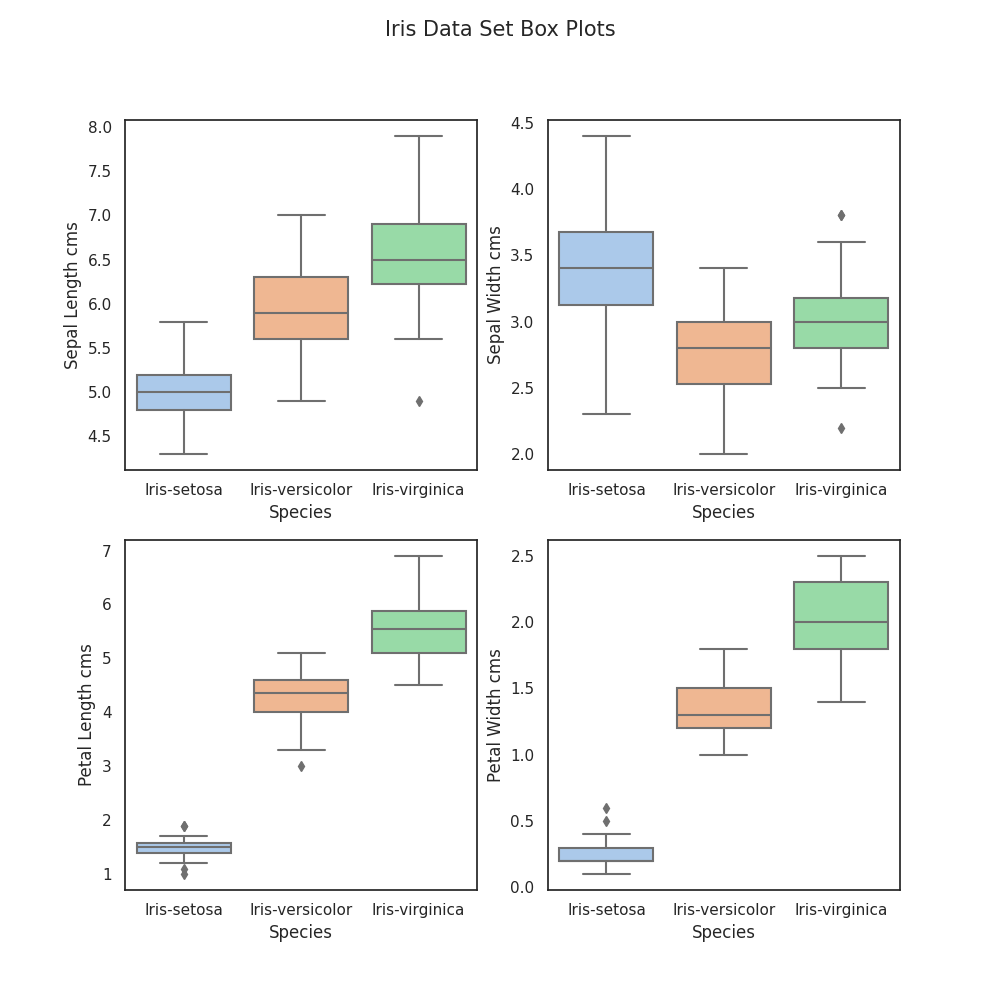 Iris Data Set Box Plots
Sepal Length cms
8.0
7.5
7.0
6.5
6.0
5.5
5.0
4.5
Iris-setosa Iris-versicolor Iris-virginica
Species
Sepal Width cms
4.5
4.0
3.5
3.0
2.5
2.0
Iris-setosa Iris-versicolor Iris-virginica
Species
Petal Length cms
7
6
5
4
3
2
1
Iris-setosa Iris-versicolor Iris-virginica
Species
Petal Width cms
2.5
2.0
1.5
1.0
0.5
0.0
Iris-setosa Iris-versicolor Iris-virginica
Species